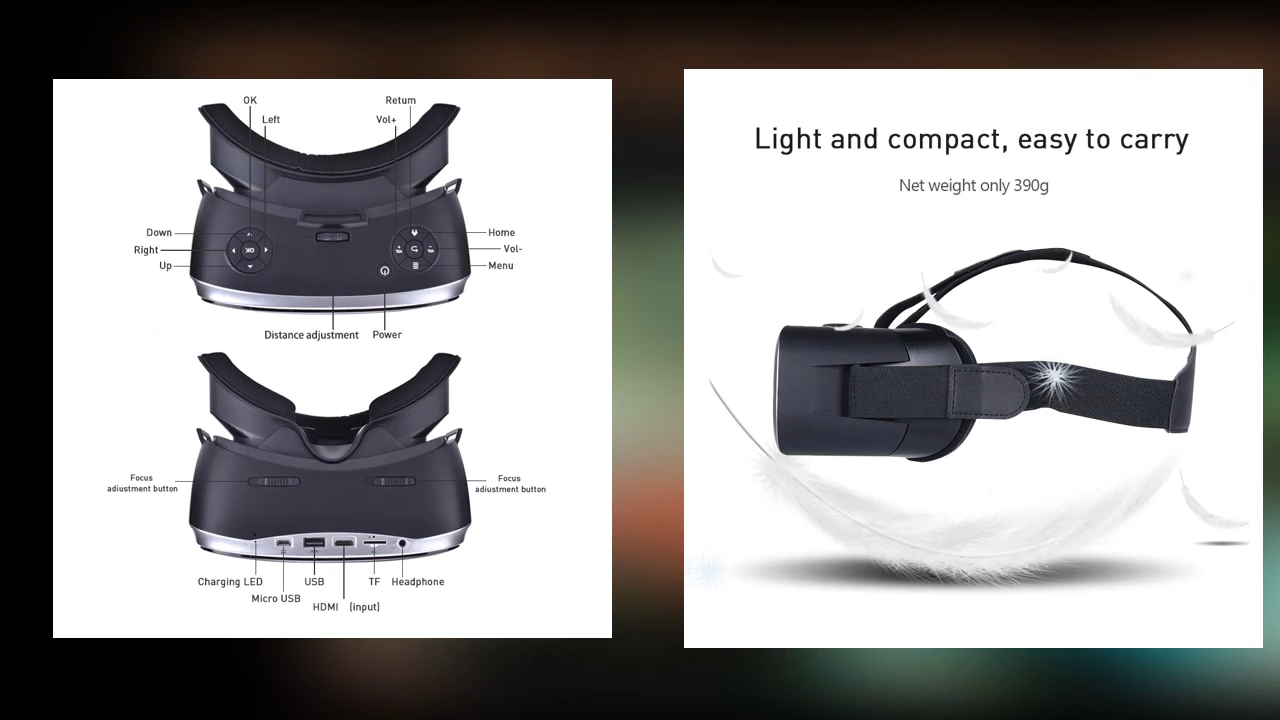 OK
Return
Left
Vol+
Down
Home
Right
Vol-
Up
Menu
OK
Distance adjustment
Power
Focus
adiustment button
Focus
adiustment button
Charging LED
USB
TF
Headphone
Micro USB
HDMI (input)
Light and compact, easy to carry
Net weight only 390g